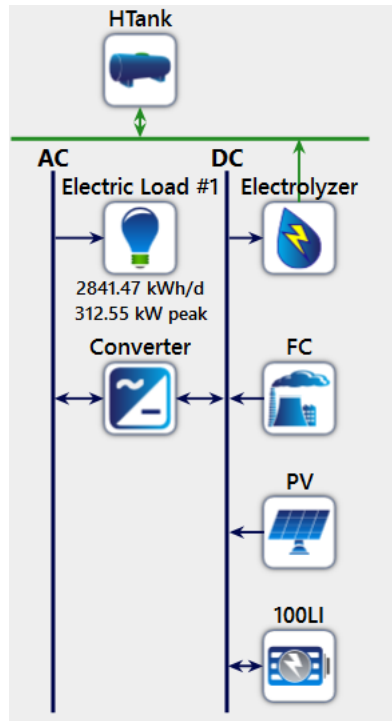 HTank
AC
DC
Electric Load #1
Electrolyzer
2841.47 kWh/d
312.55 kW peak
Converter
FC
PV
100LI